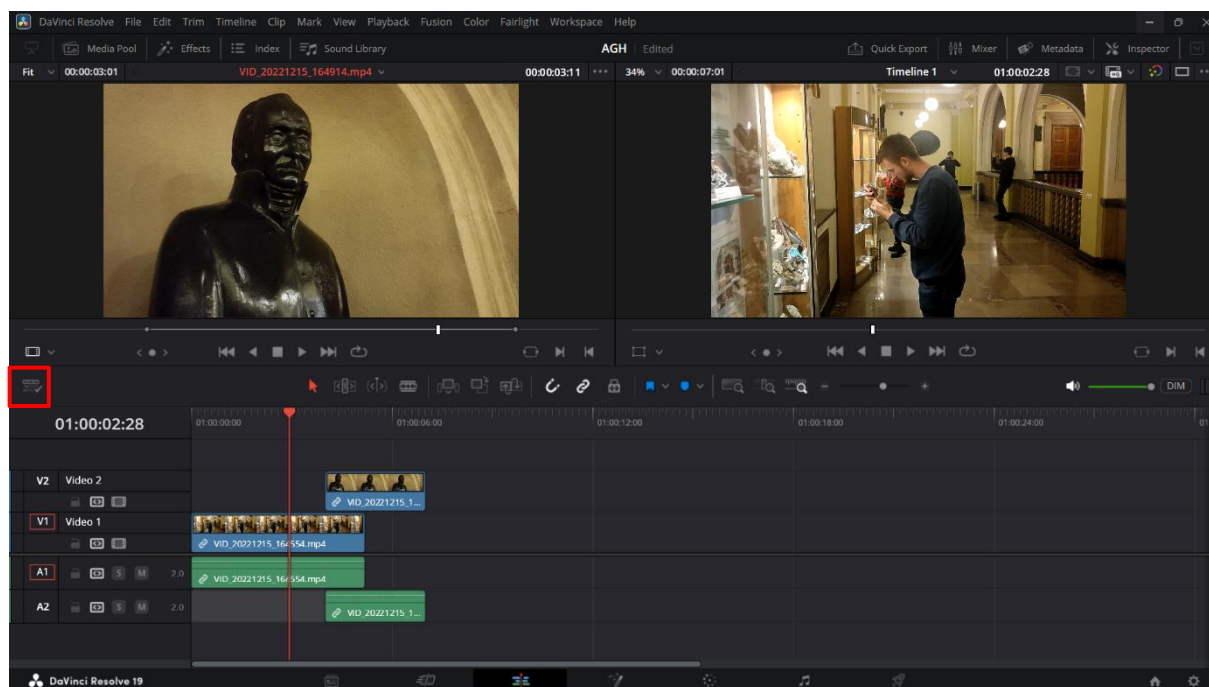 DaVinci Resolve File Edit Trim Timeline Clip Mark View Playback Fusion Color Fairlight Workspace Help
Media Pool Effects Index Sound Library AGH Edited Quick Export Mixer Metadata Inspector
Fit 00:00:03:01 VID_20221215_164914.mp4 00:00:03:11 34% 00:00:07:01 Timeline 1 01:00:02:28
DIM
01:00:02:28 01:00:00:00 01:00:06:00 01:00:12:00 01:00:18:00 01:00:24:00
V2 Video 2
VID_20221215_1...
V1 Video 1
VID_20221215_164554.mp4
A1 S M 2.0 VID_20221215_164554.mp4
A2 S M 2.0 VID_20221215_1...
DaVinci Resolve 19